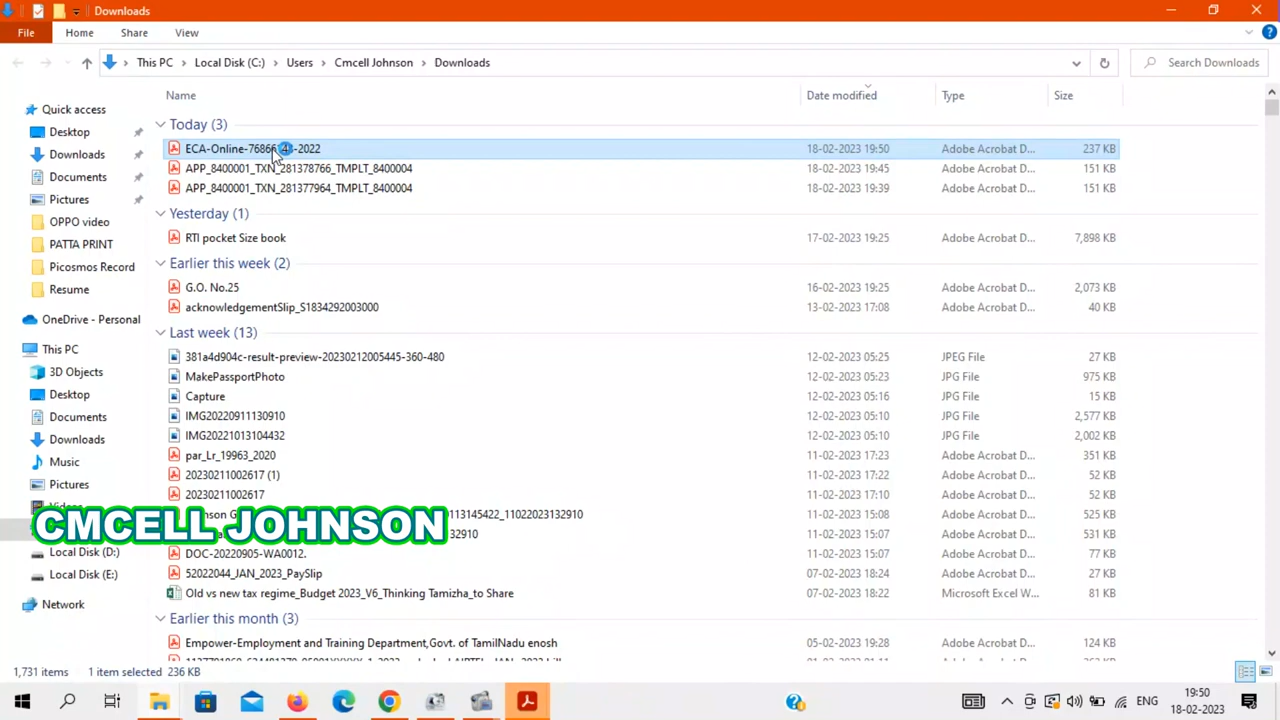 Downloads
File Home Share View
This PC Local Disk (C:) Users Cmcell Johnson Downloads
Search Downloads
Name Date modified Type Size
Quick access
Desktop
Downloads
Documents
Pictures
OPPO video
PATTA PRINT
Picosmos Record
Resume
OneDrive - Personal
This PC
3D Objects
Desktop
Documents
Downloads
Music
Pictures
Local Disk (D:)
Local Disk (E:)
Network
Today (3)
ECA-Online-76866 -2022 18-02-2023 19:50 Adobe Acrobat D... 237 KB
APP_8400001_TXN_281378766_TMPLT_8400004 18-02-2023 19:45 Adobe Acrobat D... 151 KB
APP_8400001_TXN_281377964_TMPLT_8400004 18-02-2023 19:39 Adobe Acrobat D... 151 KB
Yesterday (1)
RTI pocket Size book 17-02-2023 19:25 Adobe Acrobat D... 7,898 KB
Earlier this week (2)
G.O. No.25 16-02-2023 19:25 Adobe Acrobat D... 2,073 KB
acknowledgementSlip_S1834292003000 13-02-2023 17:08 Adobe Acrobat D... 40 KB
Last week (13)
381a4d904c-result-preview-20230212005445-360-480 12-02-2023 05:25 JPEG File 27 KB
MakePassportPhoto 12-02-2023 05:23 JPG File 975 KB
Capture 12-02-2023 05:16 JPG File 15 KB
IMG20220911130910 12-02-2023 05:10 JPG File 2,577 KB
IMG20221013104432 12-02-2023 05:10 JPG File 2,002 KB
par_Lr_19963_2020 11-02-2023 17:23 Adobe Acrobat D... 351 KB
20230211002617 (1) 11-02-2023 17:22 Adobe Acrobat D... 52 KB
20230211002617 11-02-2023 17:10 Adobe Acrobat D... 52 KB
113145422_11022023132910 11-02-2023 15:08 Adobe Acrobat D... 525 KB
32910 11-02-2023 15:07 Adobe Acrobat D... 531 KB
DOC-20220905-WA0012. 11-02-2023 15:07 Adobe Acrobat D... 77 KB
52022044_JAN_2023_PaySlip 07-02-2023 18:24 Adobe Acrobat D... 27 KB
Old vs new tax regime_Budget 2023_V6_Thinking Tamizha_to Share 07-02-2023 18:22 Microsoft Excel W... 81 KB
Earlier this month (3)
Empower-Employment and Training Department,Govt. of TamilNadu enosh 05-02-2023 19:28 Adobe Acrobat D... 124 KB
CMCELL JOHNSON
1,731 items 1 item selected 236 KB
ENG
19:50
18-02-2023